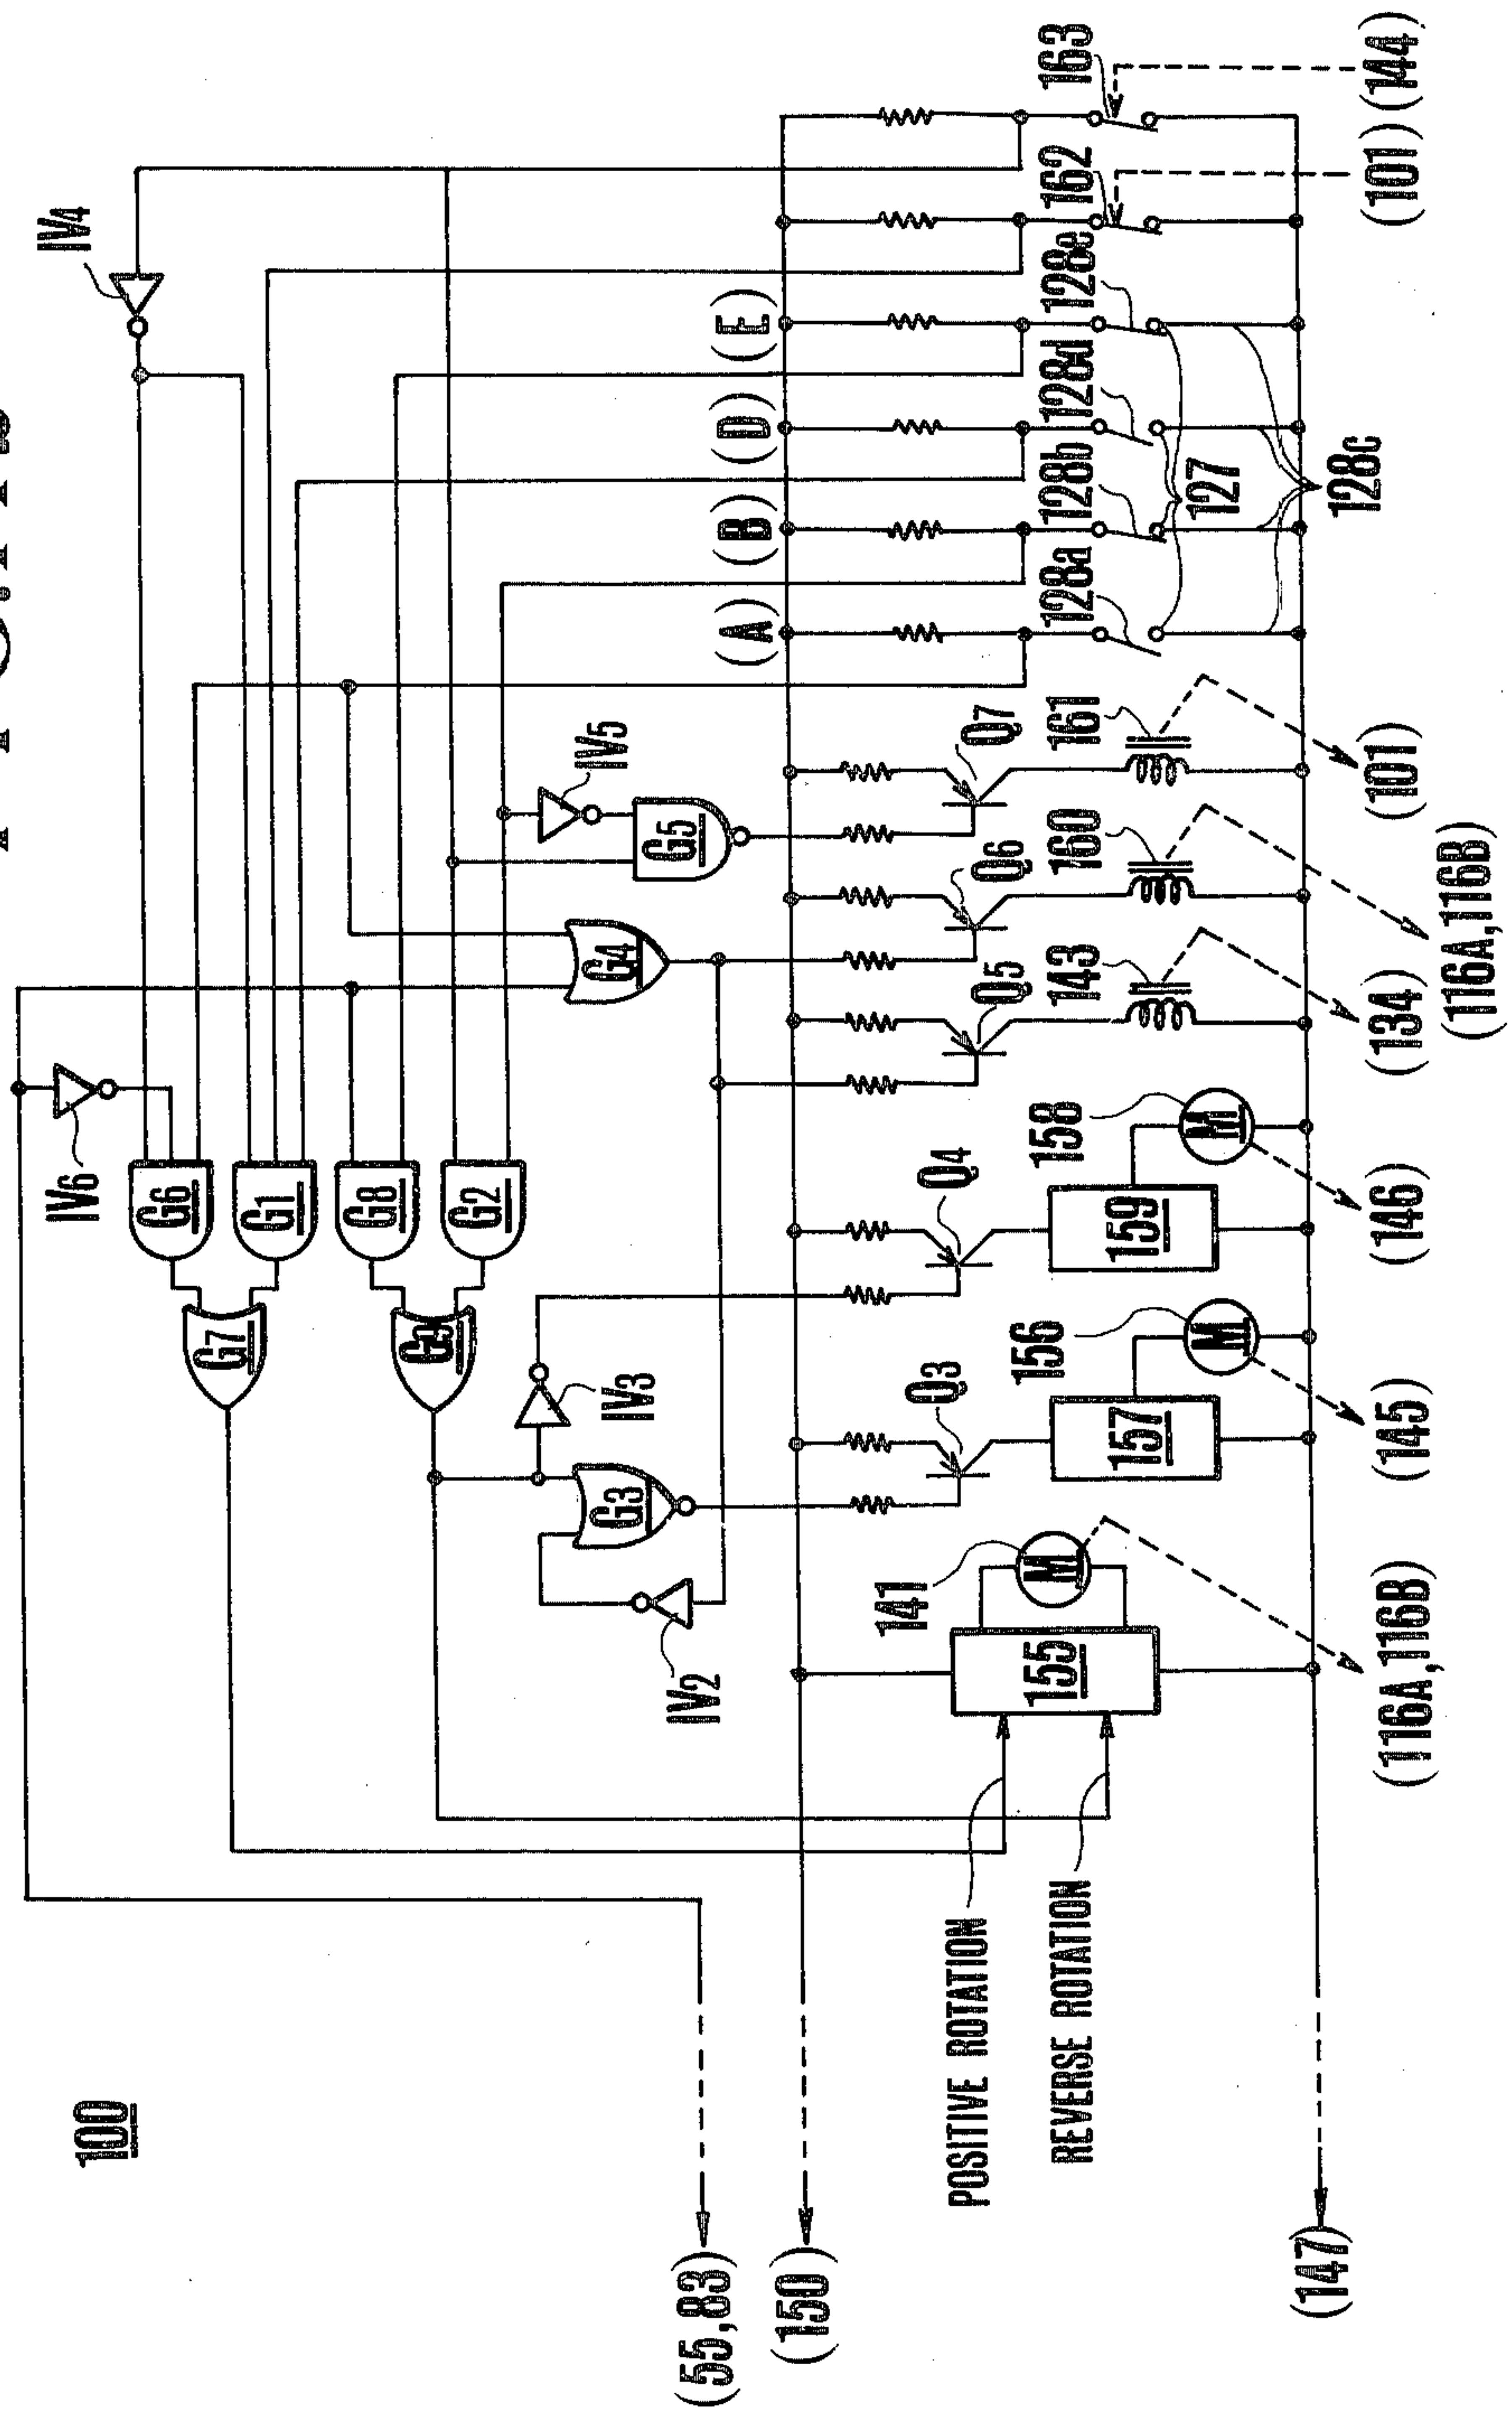 100
(55,83)
(150)
(147)
POSITIVE ROTATION
REVERSE ROTATION
IV6
G6
G1
G8
G2
G7
G9
IV4
IV3
G3
IV2
G4
IV5
G5
155
141
M
(116A,116B)
Q3
157
156
M
(145)
Q4
159
158
M
(146)
Q5
143
(134)
Q6
160
(116A,116B)
Q7
161
(101)
(A)
(B)
(D)
(E)
128a
128b
128d
128e
162
163
127
128c
(101)
(144)